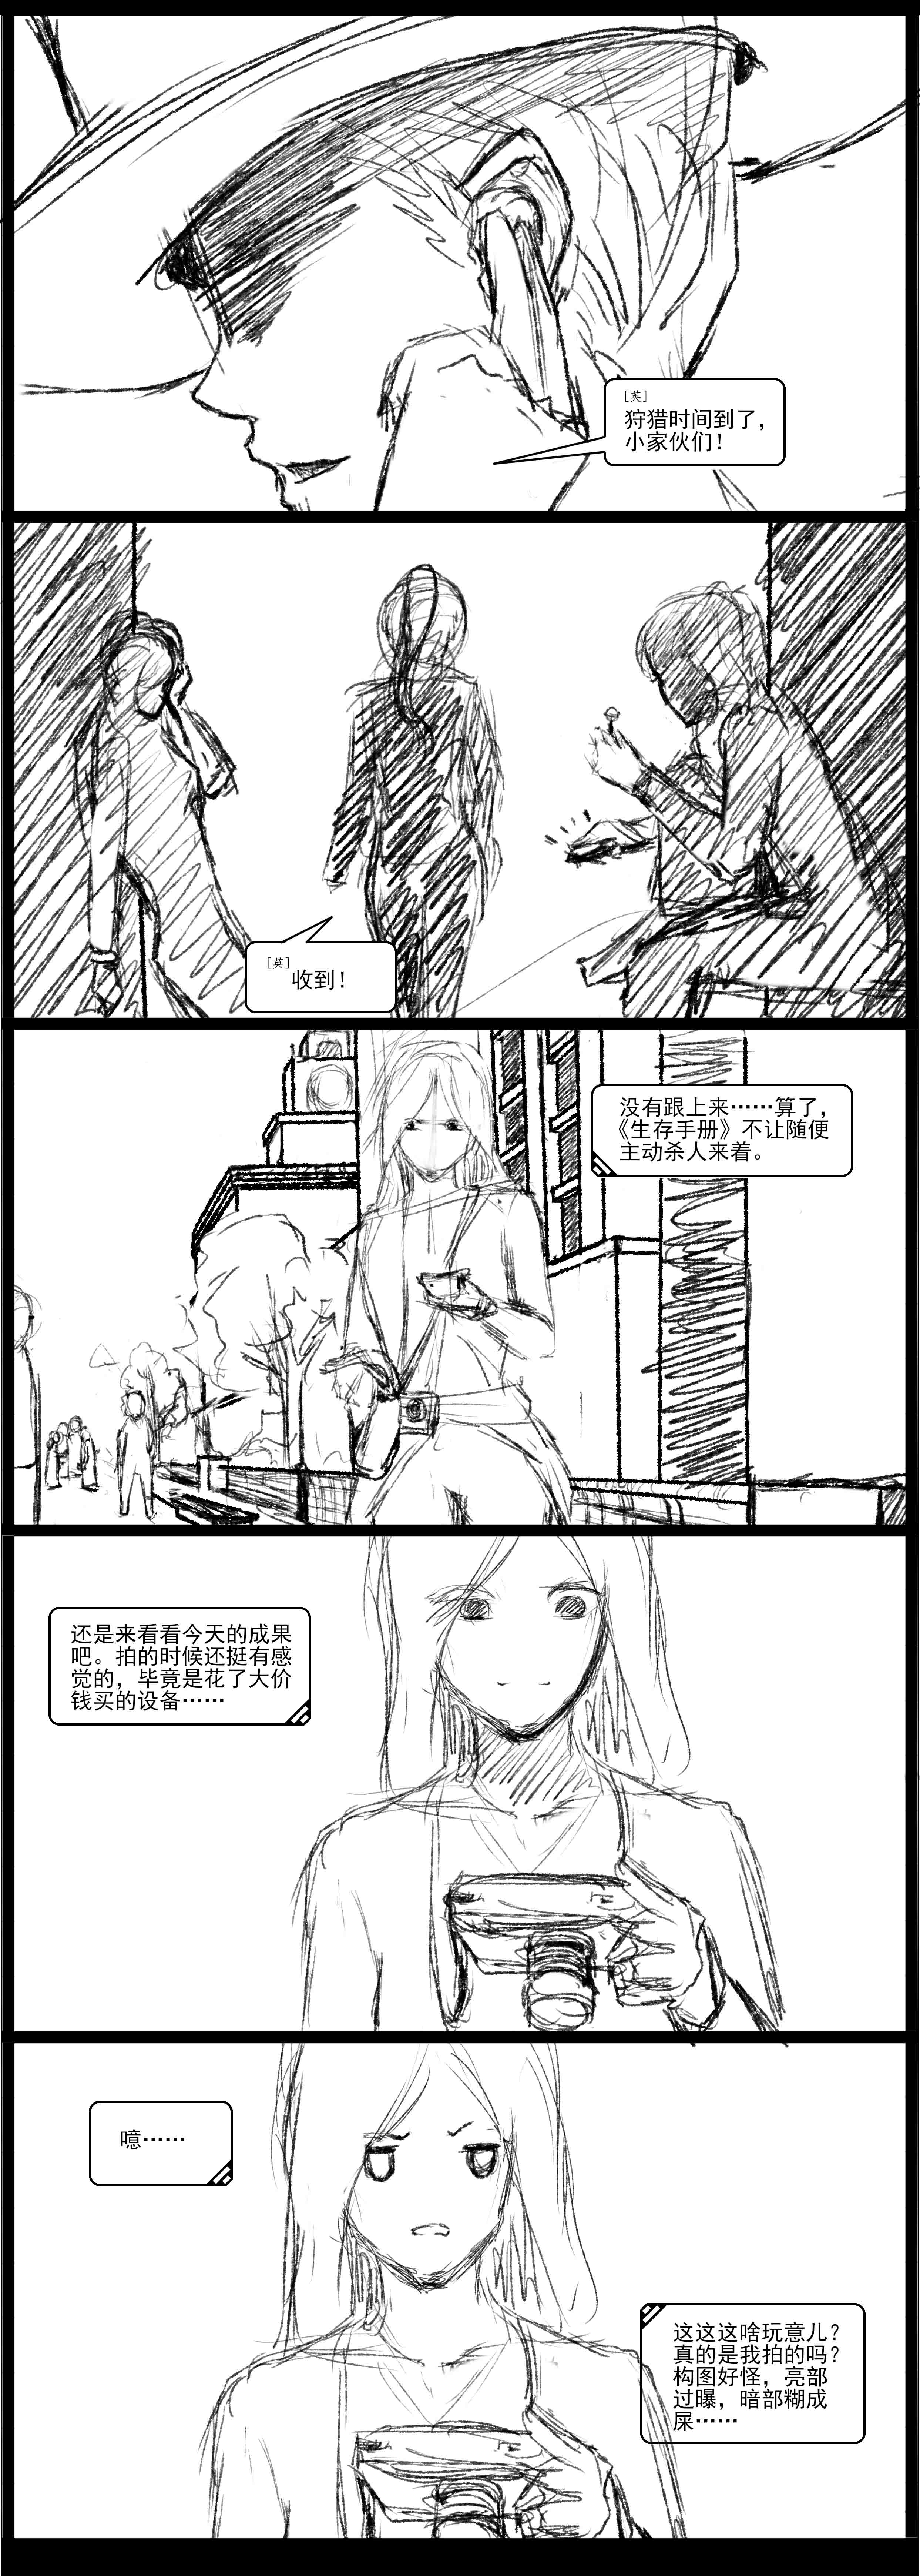 [英]
狩猎时间到了，
小家伙们！
[英]
收到！
没有跟上来……算了，
《生存手册》不让随便
主动杀人来着。
还是来看看今天的成果
吧。拍的时候还挺有感
觉的，毕竟是花了大价
钱买的设备……
噫……
这这这啥玩意儿？
真的是我拍的吗？
构图好怪，亮部
过曝，暗部糊成
屎……